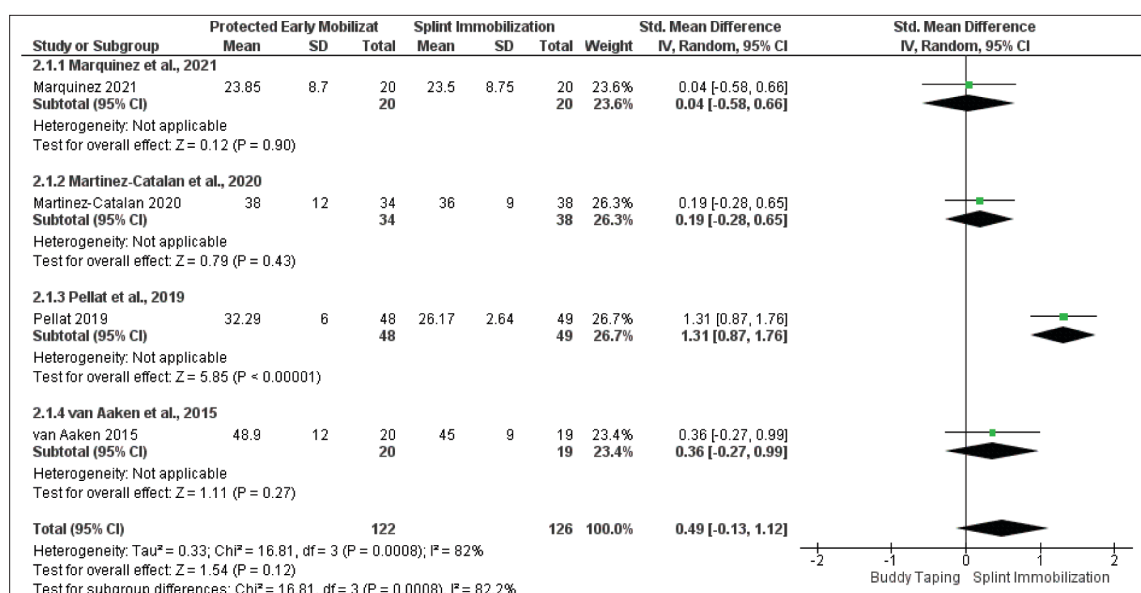 Protected Early Mobilizat Splint Immobilization Std. Mean Difference Std. Mean Difference
Study or Subgroup Mean SD Total Mean SD Total Weight IV, Random, 95% CI IV, Random, 95% CI
2.1.1 Marquinez et al., 2021
Marquinez 2021 23.85 8.7 20 23.5 8.75 20 23.6% 0.04 [-0.58, 0.66]
Subtotal (95% CI) 20 20 23.6% 0.04 [-0.58, 0.66]
Heterogeneity: Not applicable
Test for overall effect: Z = 0.12 (P = 0.90)
2.1.2 Martinez-Catalan et al., 2020
Martinez-Catalan 2020 38 12 34 36 9 38 26.3% 0.19 [-0.28, 0.65]
Subtotal (95% CI) 34 38 26.3% 0.19 [-0.28, 0.65]
Heterogeneity: Not applicable
Test for overall effect: Z = 0.79 (P = 0.43)
2.1.3 Pellat et al., 2019
Pellat 2019 32.29 6 48 26.17 2.64 49 26.7% 1.31 [0.87, 1.76]
Subtotal (95% CI) 48 49 26.7% 1.31 [0.87, 1.76]
Heterogeneity: Not applicable
Test for overall effect: Z = 5.85 (P < 0.00001)
2.1.4 van Aaken et al., 2015
van Aaken 2015 48.9 12 20 45 9 19 23.4% 0.36 [-0.27, 0.99]
Subtotal (95% CI) 20 19 23.4% 0.36 [-0.27, 0.99]
Heterogeneity: Not applicable
Test for overall effect: Z = 1.11 (P = 0.27)
Total (95% CI) 122 126 100.0% 0.49 [-0.13, 1.12]
Heterogeneity: Tau² = 0.33; Chi² = 16.81, df = 3 (P = 0.0008); I² = 82%
Test for overall effect: Z = 1.54 (P = 0.12)
Test for subgroup differences: Chi² = 16.81, df = 3 (P = 0.0008), I² = 82.2%
-2 -1 0 1 2
Buddy Taping Splint Immobilization